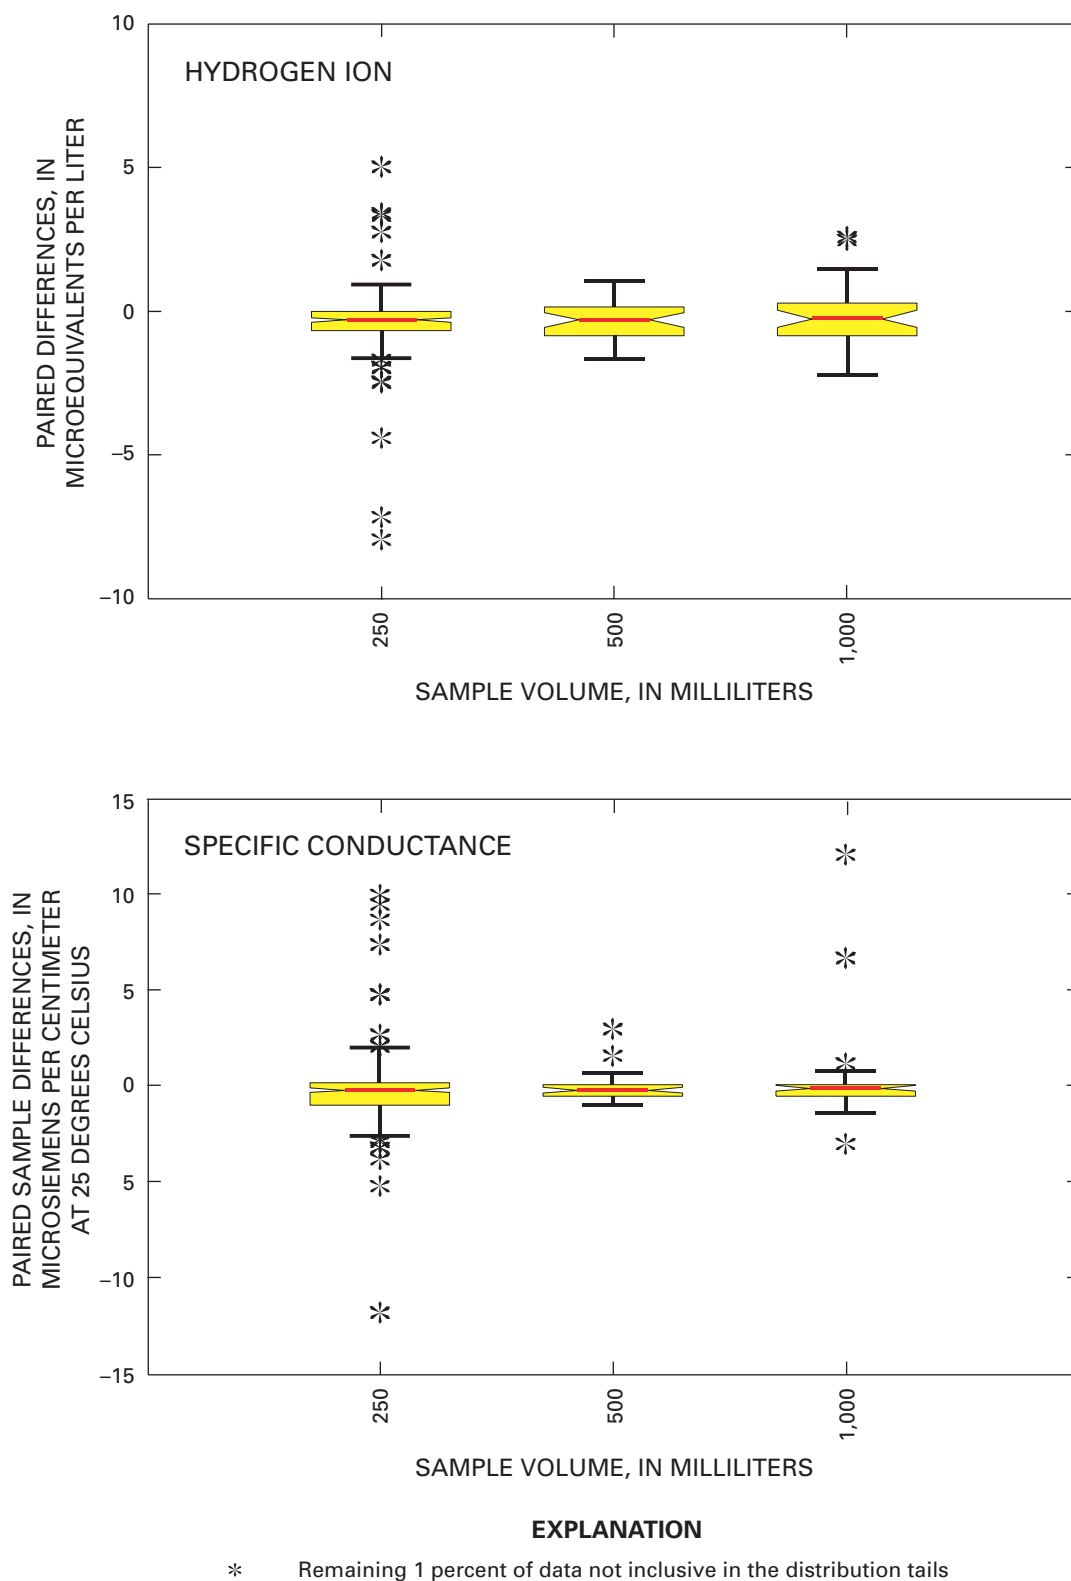 HYDROGEN ION
PAIRED DIFFERENCES, IN
MICROEQUIVALENTS PER LITER
10
5
0
–5
–10
250
500
1,000
SAMPLE VOLUME, IN MILLILITERS
SPECIFIC CONDUCTANCE
PAIRED SAMPLE DIFFERENCES, IN
MICROSIEMENS PER CENTIMETER
AT 25 DEGREES CELSIUS
15
10
5
0
5
–10
–15
250
500
1,000
SAMPLE VOLUME, IN MILLILITERS
EXPLANATION
* Remaining 1 percent of data not inclusive in the distribution tails